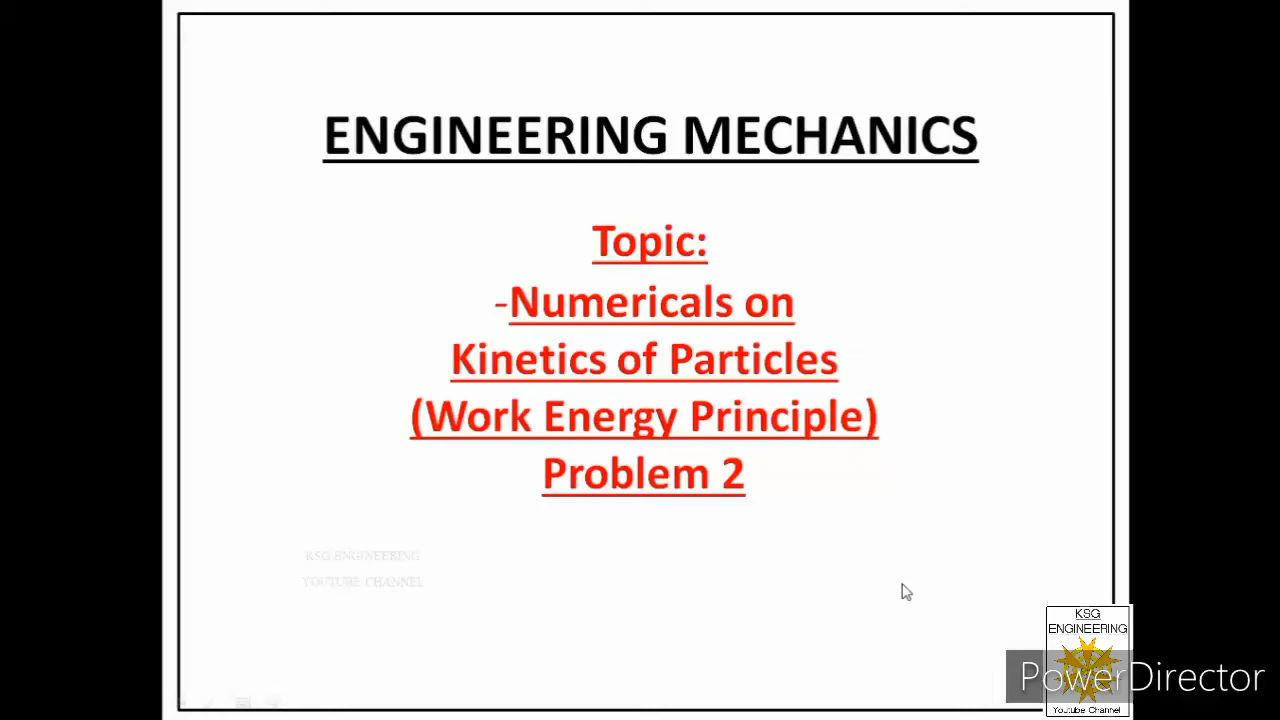 ENGINEERING MECHANICS
Topic:
-Numericals on
Kinetics of Particles
(Work Energy Principle)
Problem 2
KSG ENGINEERING
YOUTUBE CHANNEL
KSG
ENGINEERING
PowerDirector
Youtube Channel